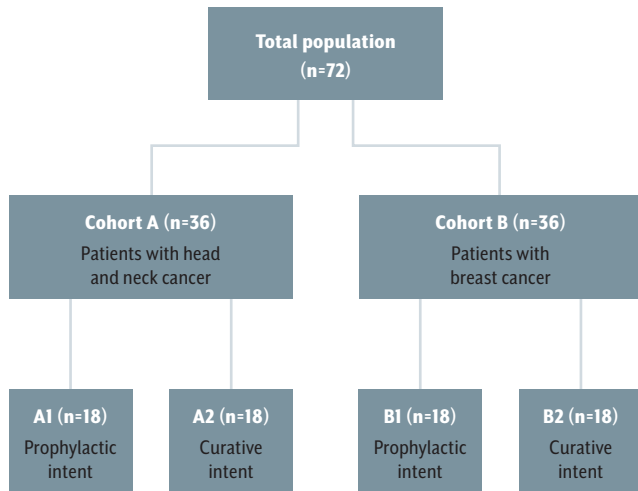 Total population
(n=72)
Cohort A (n=36)
Patients with head
and neck cancer
Cohort B (n=36)
Patients with
breast cancer
A1 (n=18)
Prophylactic
intent
A2 (n=18)
Curative
intent
B1 (n=18)
Prophylactic
intent
B2 (n=18)
Curative
intent